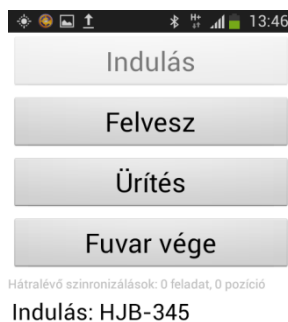 H+ 13:46
Indulás
Felvesz
Ürítés
Fuvar vége
Hátralévő szinronizálások: 0 feladat, 0 pozíció
Indulás: HJB-345